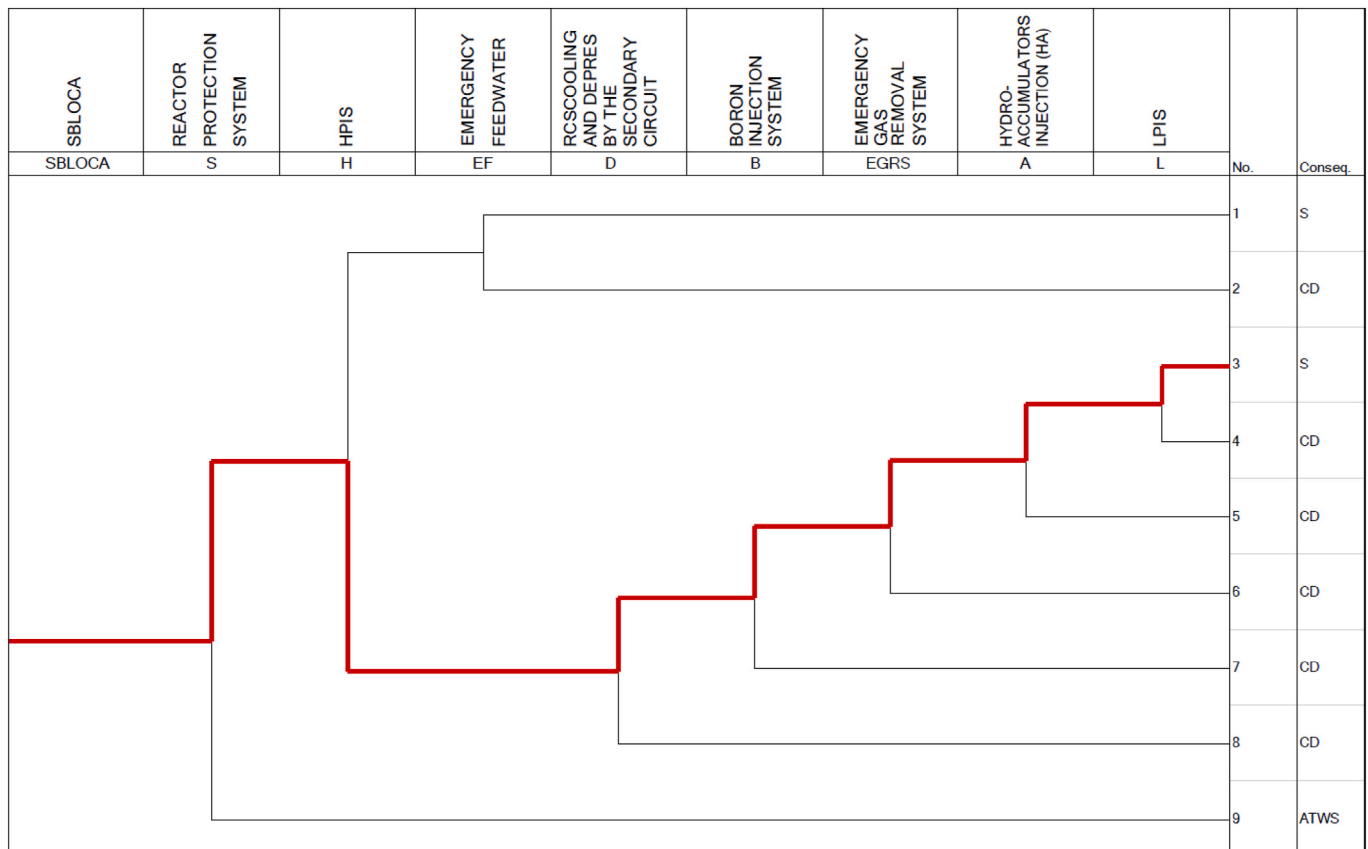 SBLOCA
REACTOR
PROTECTION
SYSTEM
HPIS
EMERGENCY
FEEDWATER
RCSCOOLING
AND DEPRES
BY THE
SECONDARY
CIRCUIT
BORON
INJECTION
SYSTEM
EMERGENCY
GAS
REMOVAL
SYSTEM
HYDRO-
ACCUMULATORS
INJECTION (HA)
LPIS
SBLOCA S H EF D B EGRS A L No. Conseq.
1 S
2 CD
3 S
4 CD
5 CD
6 CD
7 CD
8 CD
9 ATWS